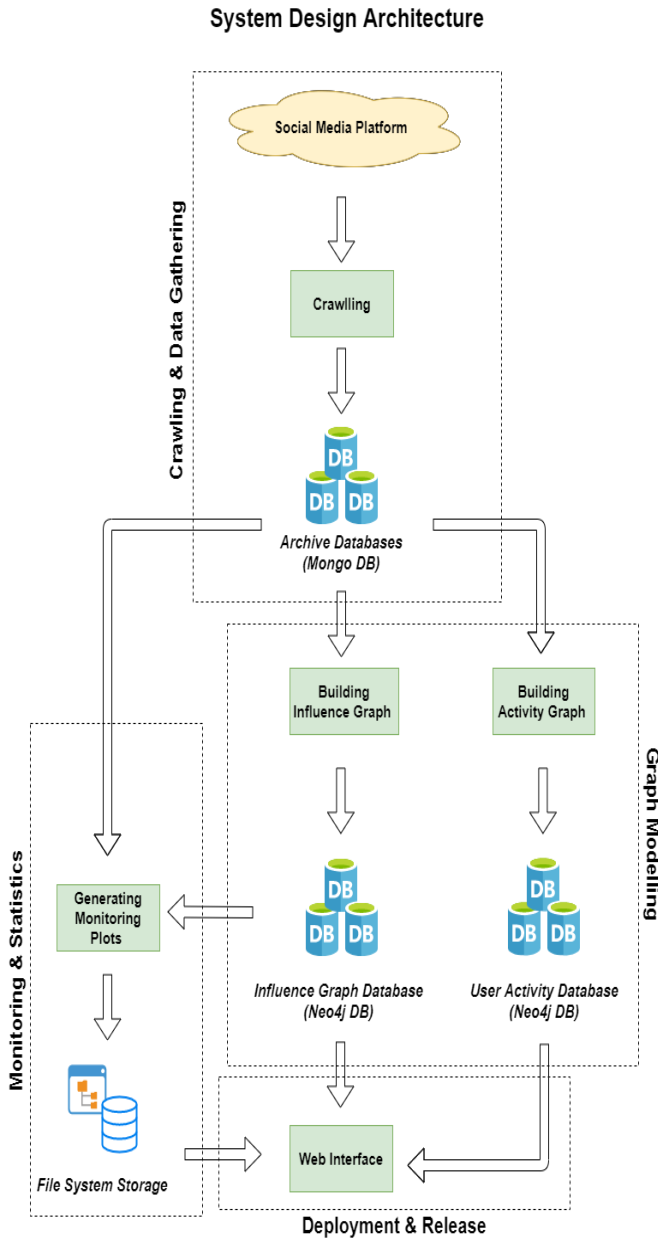 System Design Architecture
Social Media Platform
Crawlling
Crawling & Data Gathering
DB
DB
DB
Archive Databases
(Mongo DB)
Building
Influence Graph
Building
Activity Graph
Graph Modelling
Monitoring & Statistics
Generating
Monitoring
Plots
DB
DB
DB
DB
DB
DB
Influence Graph Database
(Neo4j DB)
User Activity Database
(Neo4j DB)
File System Storage
Web Interface
Deployment & Release